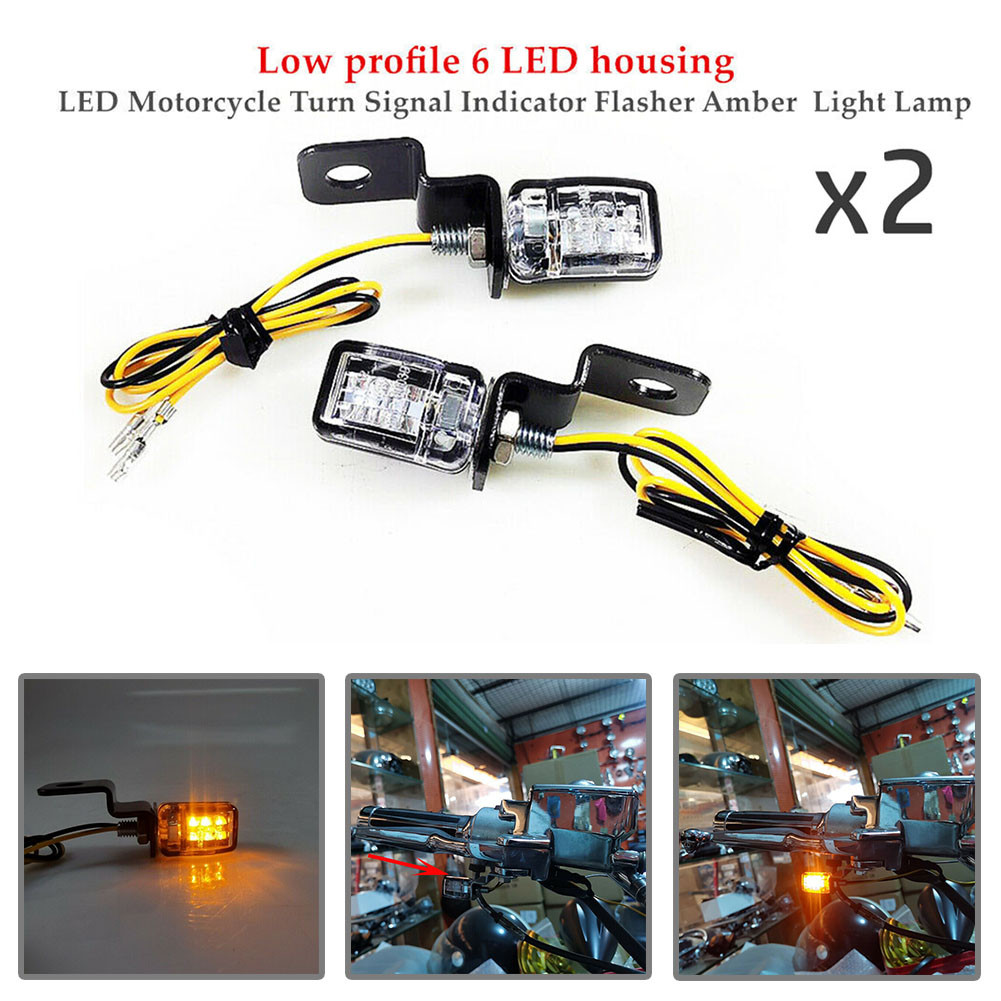 Low profile 6 LED housing
LED Motorcycle Turn Signal Indicator Flasher Amber Light Lamp
x2